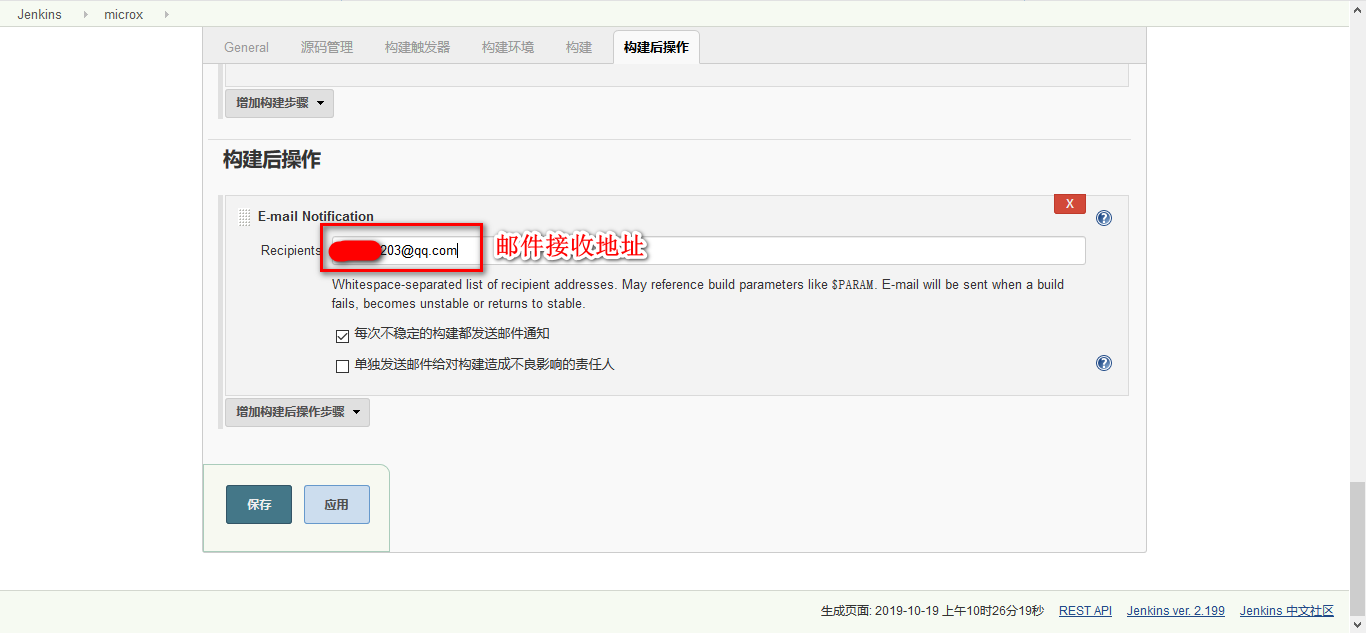 Jenkins microx
General 源码管理 构建触发器 构建环境 构建 构建后操作
增加构建步骤
构建后操作
X
E-mail Notification
Recipients 203@qq.com 邮件接收地址
Whitespace-separated list of recipient addresses. May reference build parameters like $PARAM. E-mail will be sent when a build
fails, becomes unstable or returns to stable.
每次不稳定的构建都发送邮件通知
单独发送邮件给对构建造成不良影响的责任人
增加构建后操作步骤
保存 应用
生成页面: 2019-10-19 上午10时26分19秒 REST API Jenkins ver. 2.199 Jenkins 中文社区